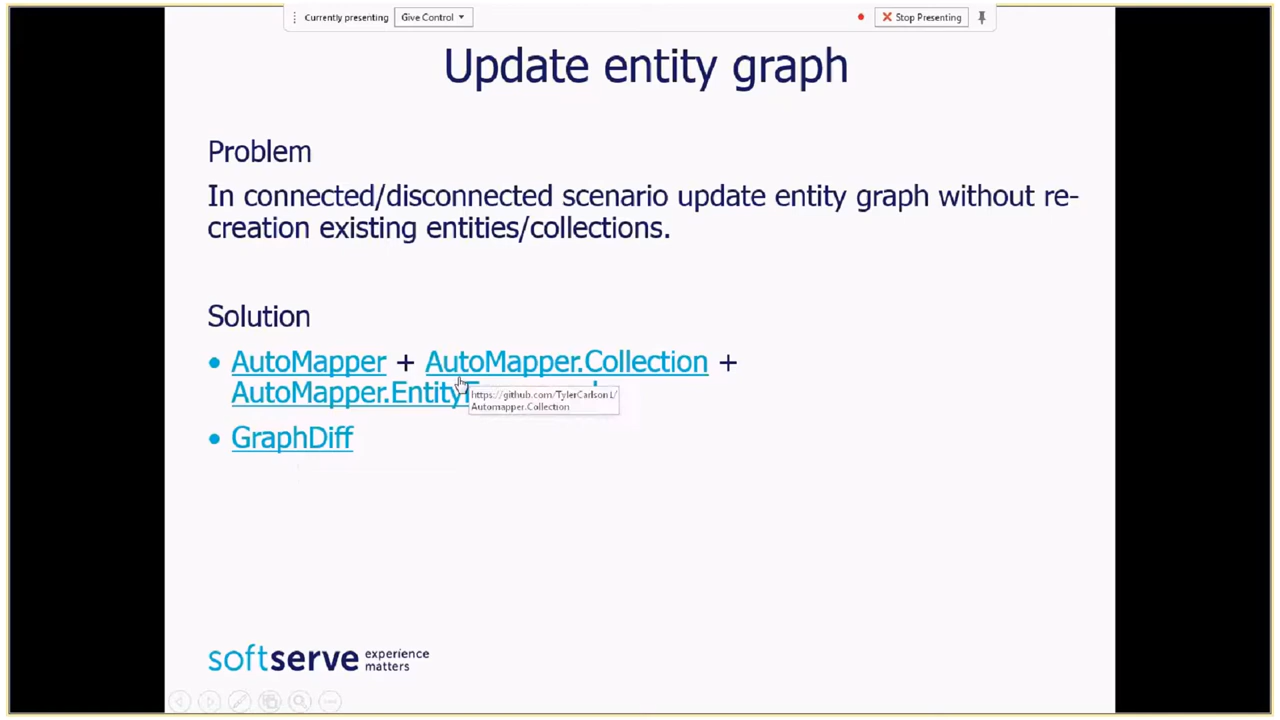 Currently presenting Give Control Stop Presenting
Update entity graph
Problem
In connected/disconnected scenario update entity graph without re-
creation existing entities/collections.
Solution
• AutoMapper + AutoMapper.Collection +
AutoMapper.Entity
https://github.com/TylerCarlson1/
Automapper.Collection
• GraphDiff
softserve experience
matters